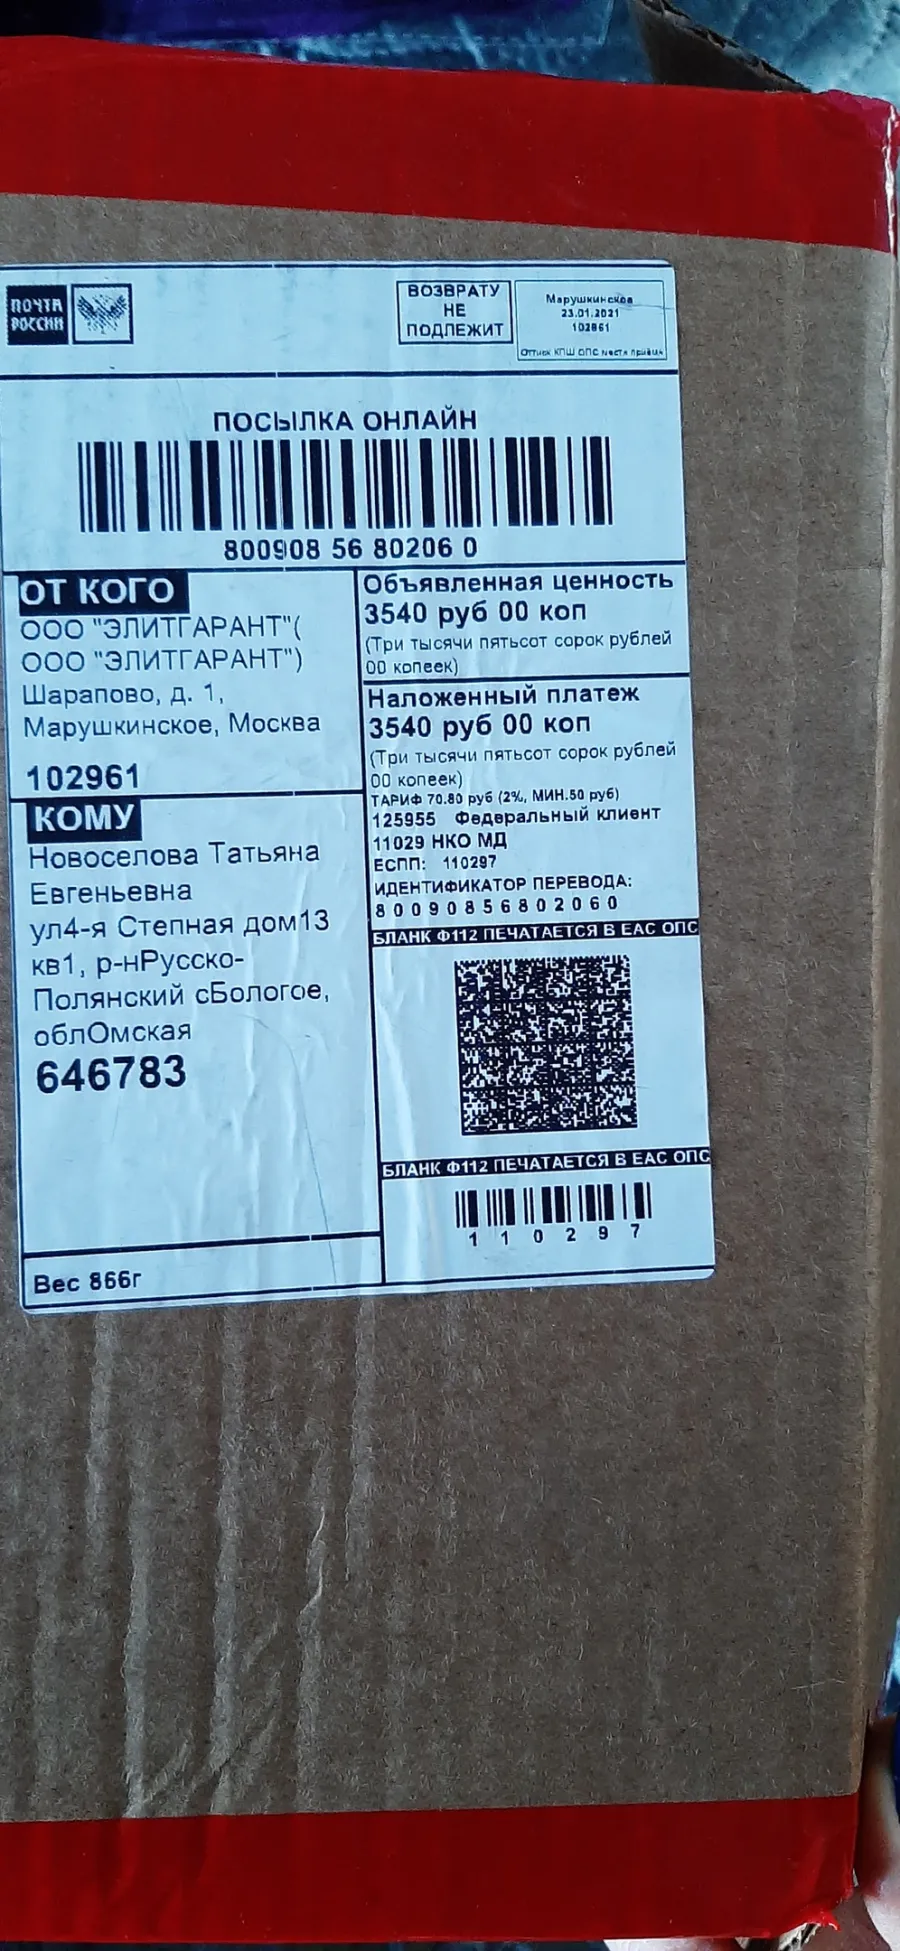 ПОЧТА
РОССИИ
ВОЗВРАТУ
НЕ
ПОДЛЕЖИТ
Марушкинское
23.01.2021
102961
Оттиск КПШ ОПС места приёма
ПОСЫЛКА ОНЛАЙН
800908 56 80206 0
ОТ КОГО
ООО "ЭЛИТГАРАНТ"(
ООО "ЭЛИТГАРАНТ")
Шарапово, д. 1,
Марушкинское, Москва
102961
КОМУ
Новоселова Татьяна
Евгеньевна
ул4-я Степная дом13
кв1, р-нРусско-
Полянский сБологое,
облОмская
646783
Вес 866г
Объявленная ценность
3540 руб 00 коп
(Три тысячи пятьсот сорок рублей
00 копеек)
Наложенный платеж
3540 руб 00 коп
(Три тысячи пятьсот сорок рублей
00 копеек)
ТАРИФ 70.80 руб (2%, МИН.50 руб)
125955 Федеральный клиент
11029 НКО МД
ЕСПП: 110297
ИДЕНТИФИКАТОР ПЕРЕВОДА:
80090856802060
БЛАНК Ф112 ПЕЧАТАЕТСЯ В ЕАС ОПС
БЛАНК Ф112 ПЕЧАТАЕТСЯ В ЕАС ОПС
110297